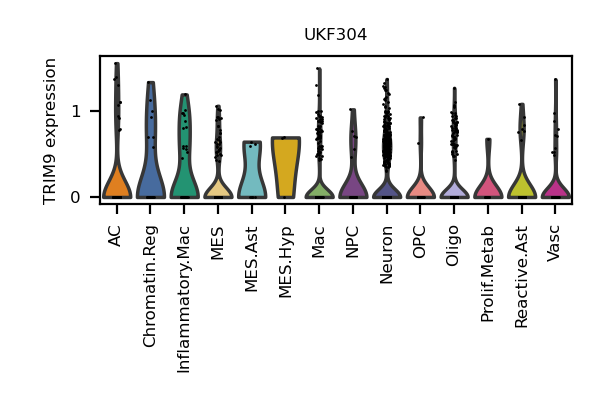 UKF304
TRIM9 expression
1
0
AC
Chromatin.Reg
Inflammatory.Mac
MES
MES.Ast
MES.Hyp
Mac
NPC
Neuron
OPC
Oligo
Prolif.Metab
Reactive.Ast
Vasc